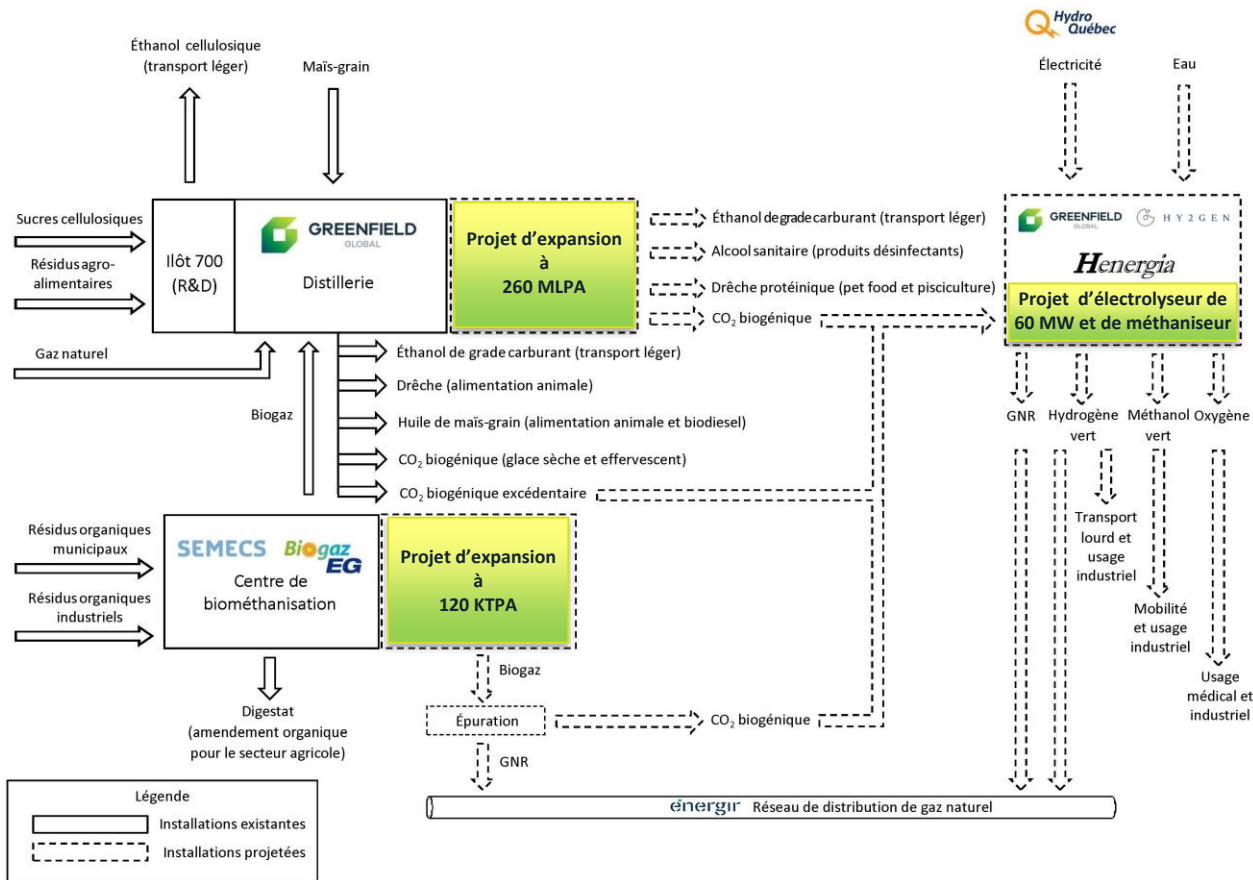 Hydro
Québec
Éthanol cellulosique
(transport léger)
Maïs-grain
Électricité
Eau
Sucres cellulosiques
Résidus agro-
alimentaires
Gaz naturel
Ilôt 700
(R&D)
GREENFIELD
GLOBAL
Distillerie
Projet d'expansion
à
260 MLPA
Éthanol de grade carburant (transport léger)
Alcool sanitaire (produits désinfectants)
Drêche protéinique (pet food et pisciculture)
CO₂ biogénique
GREENFIELD
GLOBAL
HY2GEN
Henergia
Projet d'électrolyseur de
60 MW et de méthaniseur
Biogaz
Éthanol de grade carburant (transport léger)
Drêche (alimentation animale)
Huile de maïs-grain (alimentation animale et biodiesel)
CO₂ biogénique (glace sèche et effervescent)
CO₂ biogénique excédentaire
GNR
Hydrogène
vert
Méthanol
vert
Oxygène
Transport
lourd et
usage
industriel
Mobilité
et usage
industriel
Usage
médical et
industriel
Résidus organiques
municipaux
Résidus organiques
industriels
SEMECS
Biogaz
EG
Centre de
biométhanisation
Projet d'expansion
à
120 KTPA
Digestat
(amendement organique
pour le secteur agricole)
Biogaz
Épuration
CO₂ biogénique
GNR
énergir Réseau de distribution de gaz naturel
Légende
Installations existantes
Installations projetées